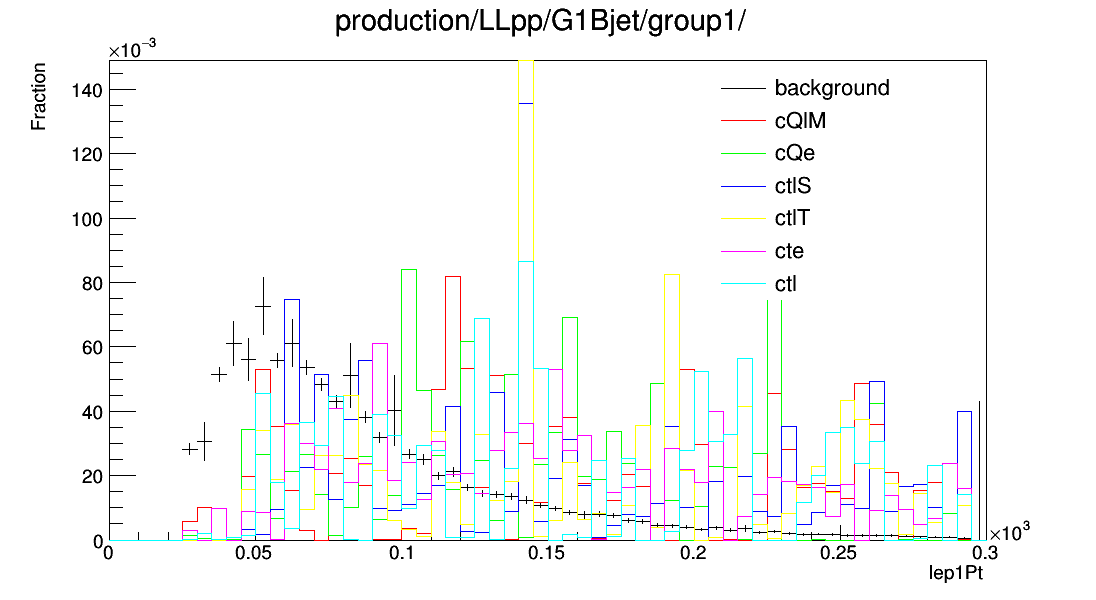 production/LLpp/G1Bjet/group1/
×10⁻³
Fraction
140
120
100
80
60
40
20
0
background
cQlM
cQe
ctlS
ctlT
cte
ctl
0 0.05 0.1 0.15 0.2 0.25 0.3
×10³
lep1Pt